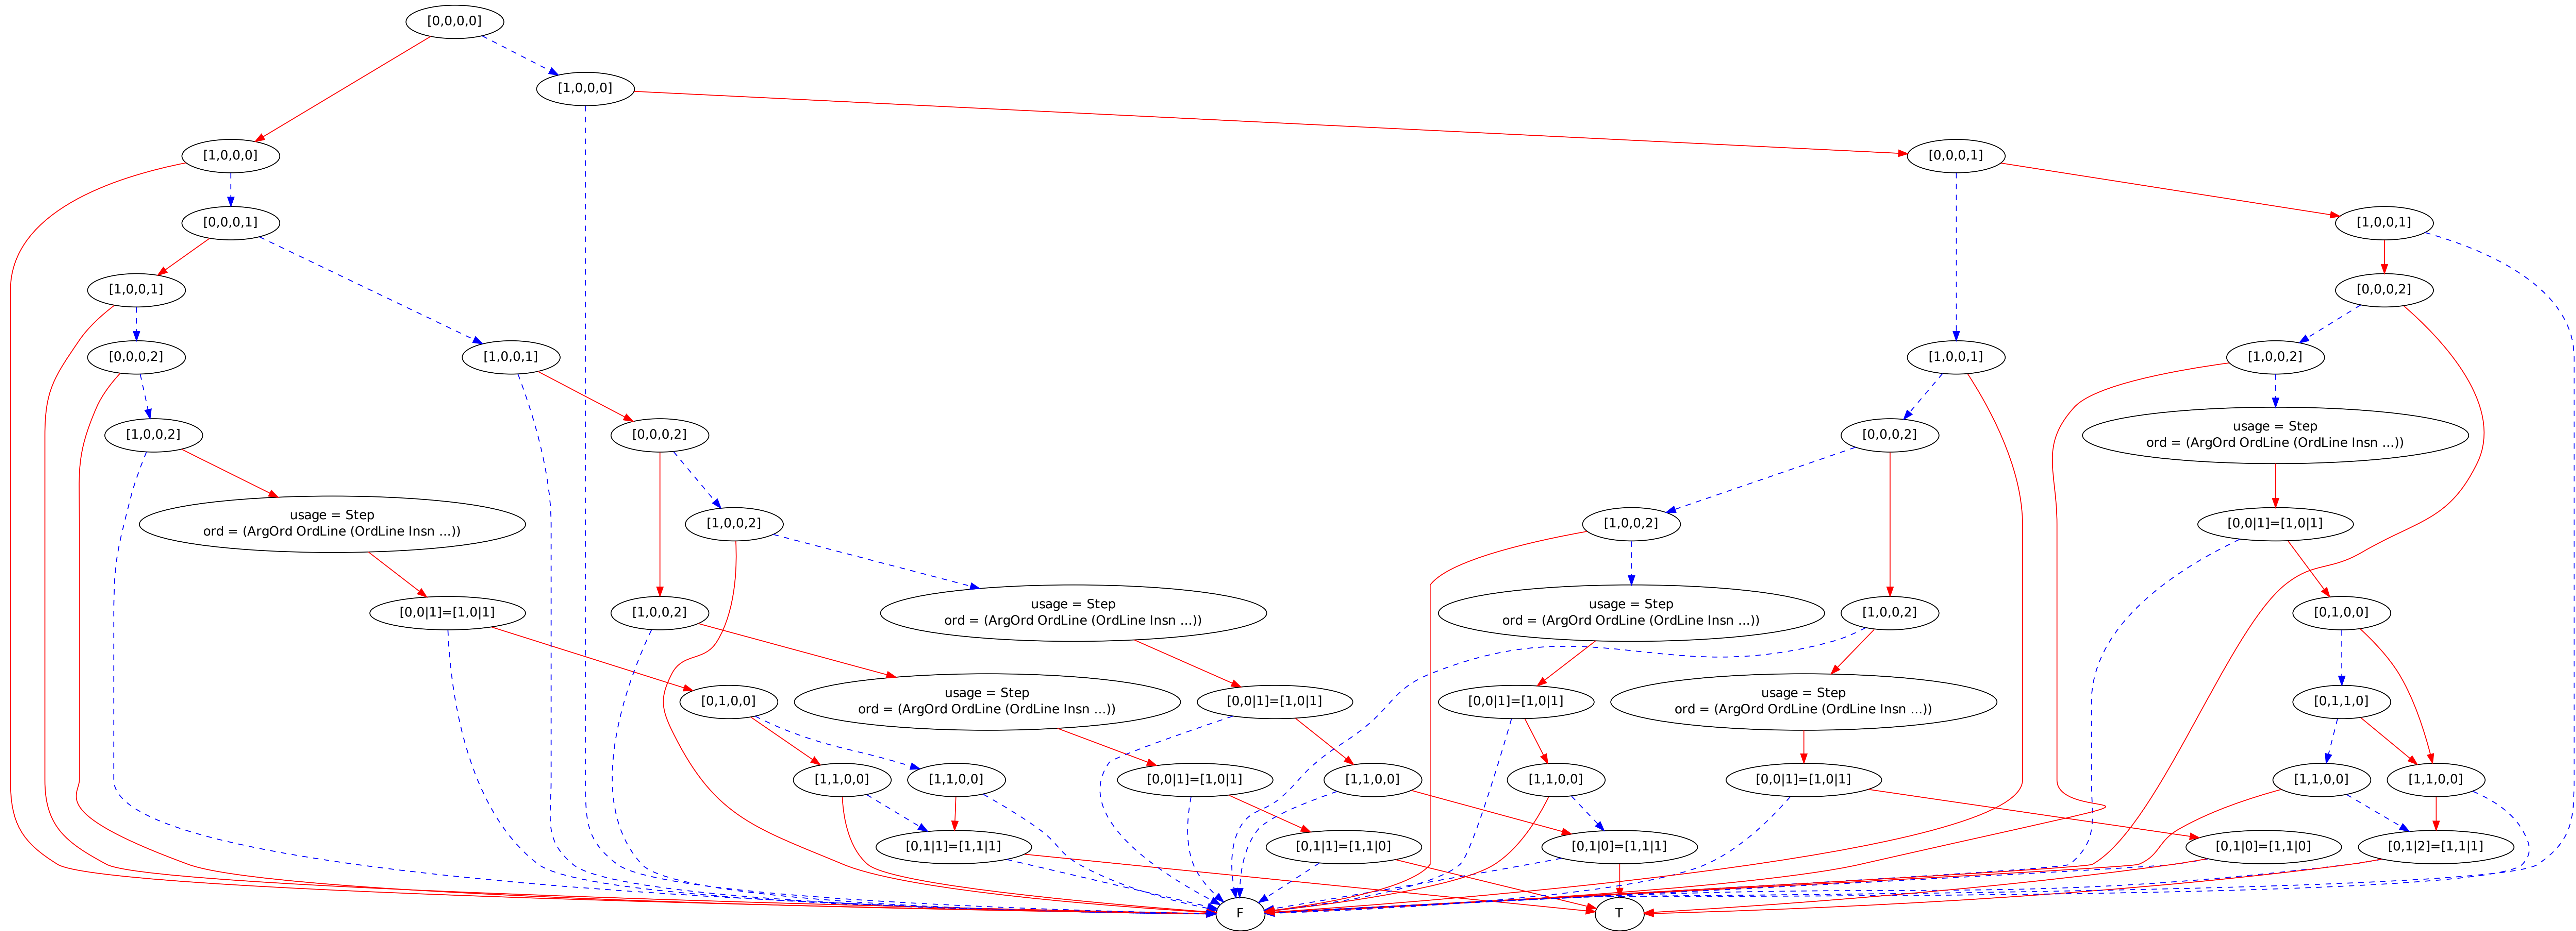 [0,0,0,0]
[1,0,0,0]
[1,0,0,0]
[0,0,0,1]
[0,0,0,1]
[1,0,0,1]
[1,0,0,1]
[0,0,0,2]
[0,0,0,2]
[1,0,0,1]
[1,0,0,1]
[1,0,0,2]
[1,0,0,2]
[0,0,0,2]
[0,0,0,2]
usage = Step
ord = (ArgOrd OrdLine (OrdLine Insn ...))
usage = Step
ord = (ArgOrd OrdLine (OrdLine Insn ...))
[1,0,0,2]
[1,0,0,2]
[0,0|1]=[1,0|1]
[0,0|1]=[1,0|1]
[1,0,0,2]
usage = Step
ord = (ArgOrd OrdLine (OrdLine Insn ...))
usage = Step
ord = (ArgOrd OrdLine (OrdLine Insn ...))
[1,0,0,2]
[0,1,0,0]
[0,1,0,0]
usage = Step
ord = (ArgOrd OrdLine (OrdLine Insn ...))
[0,0|1]=[1,0|1]
[0,0|1]=[1,0|1]
usage = Step
ord = (ArgOrd OrdLine (OrdLine Insn ...))
[0,1,1,0]
[1,1,0,0]
[1,1,0,0]
[0,0|1]=[1,0|1]
[1,1,0,0]
[1,1,0,0]
[0,0|1]=[1,0|1]
[1,1,0,0]
[1,1,0,0]
[0,1|1]=[1,1|1]
[0,1|1]=[1,1|0]
[0,1|0]=[1,1|1]
[0,1|0]=[1,1|0]
[0,1|2]=[1,1|1]
F
T